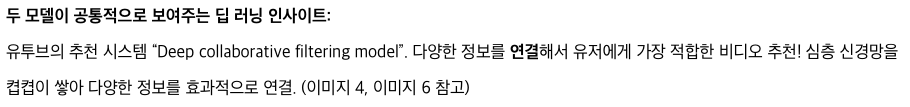 두 모델이 공통적으로 보여주는 딥 러닝 인사이트:
유투브의 추천 시스템 “Deep collaborative filtering model”. 다양한 정보를 연결해서 유저에게 가장 적합한 비디오 추천! 심층 신경망을
켭켭이 쌓아 다양한 정보를 효과적으로 연결. (이미지 4, 이미지 6 참고)